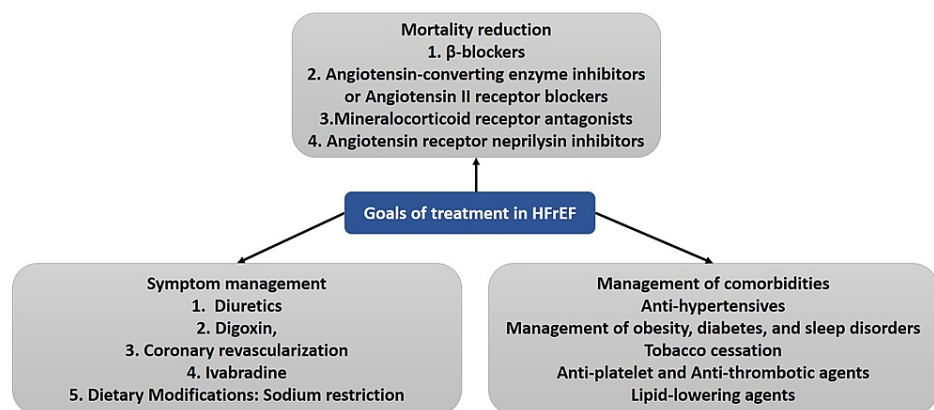 Mortality reduction
1. β-blockers
2. Angiotensin-converting enzyme inhibitors
or Angiotensin II receptor blockers
3.Mineralocorticoid receptor antagonists
4. Angiotensin receptor neprilysin inhibitors
Goals of treatment in HFrEF
Symptom management
1. Diuretics
2. Digoxin,
3. Coronary revascularization
4. Ivabradine
5. Dietary Modifications: Sodium restriction
Management of comorbidities
Anti-hypertensives
Management of obesity, diabetes, and sleep disorders
Tobacco cessation
Anti-platelet and Anti-thrombotic agents
Lipid-lowering agents